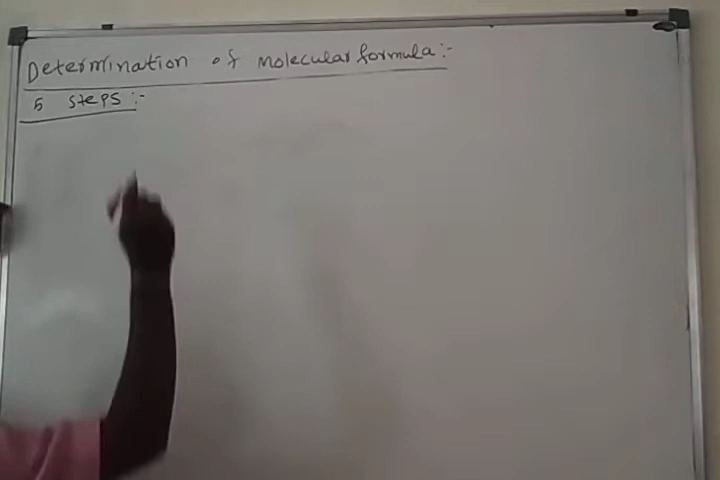 Determination of molecular formula:-
5 steps:-